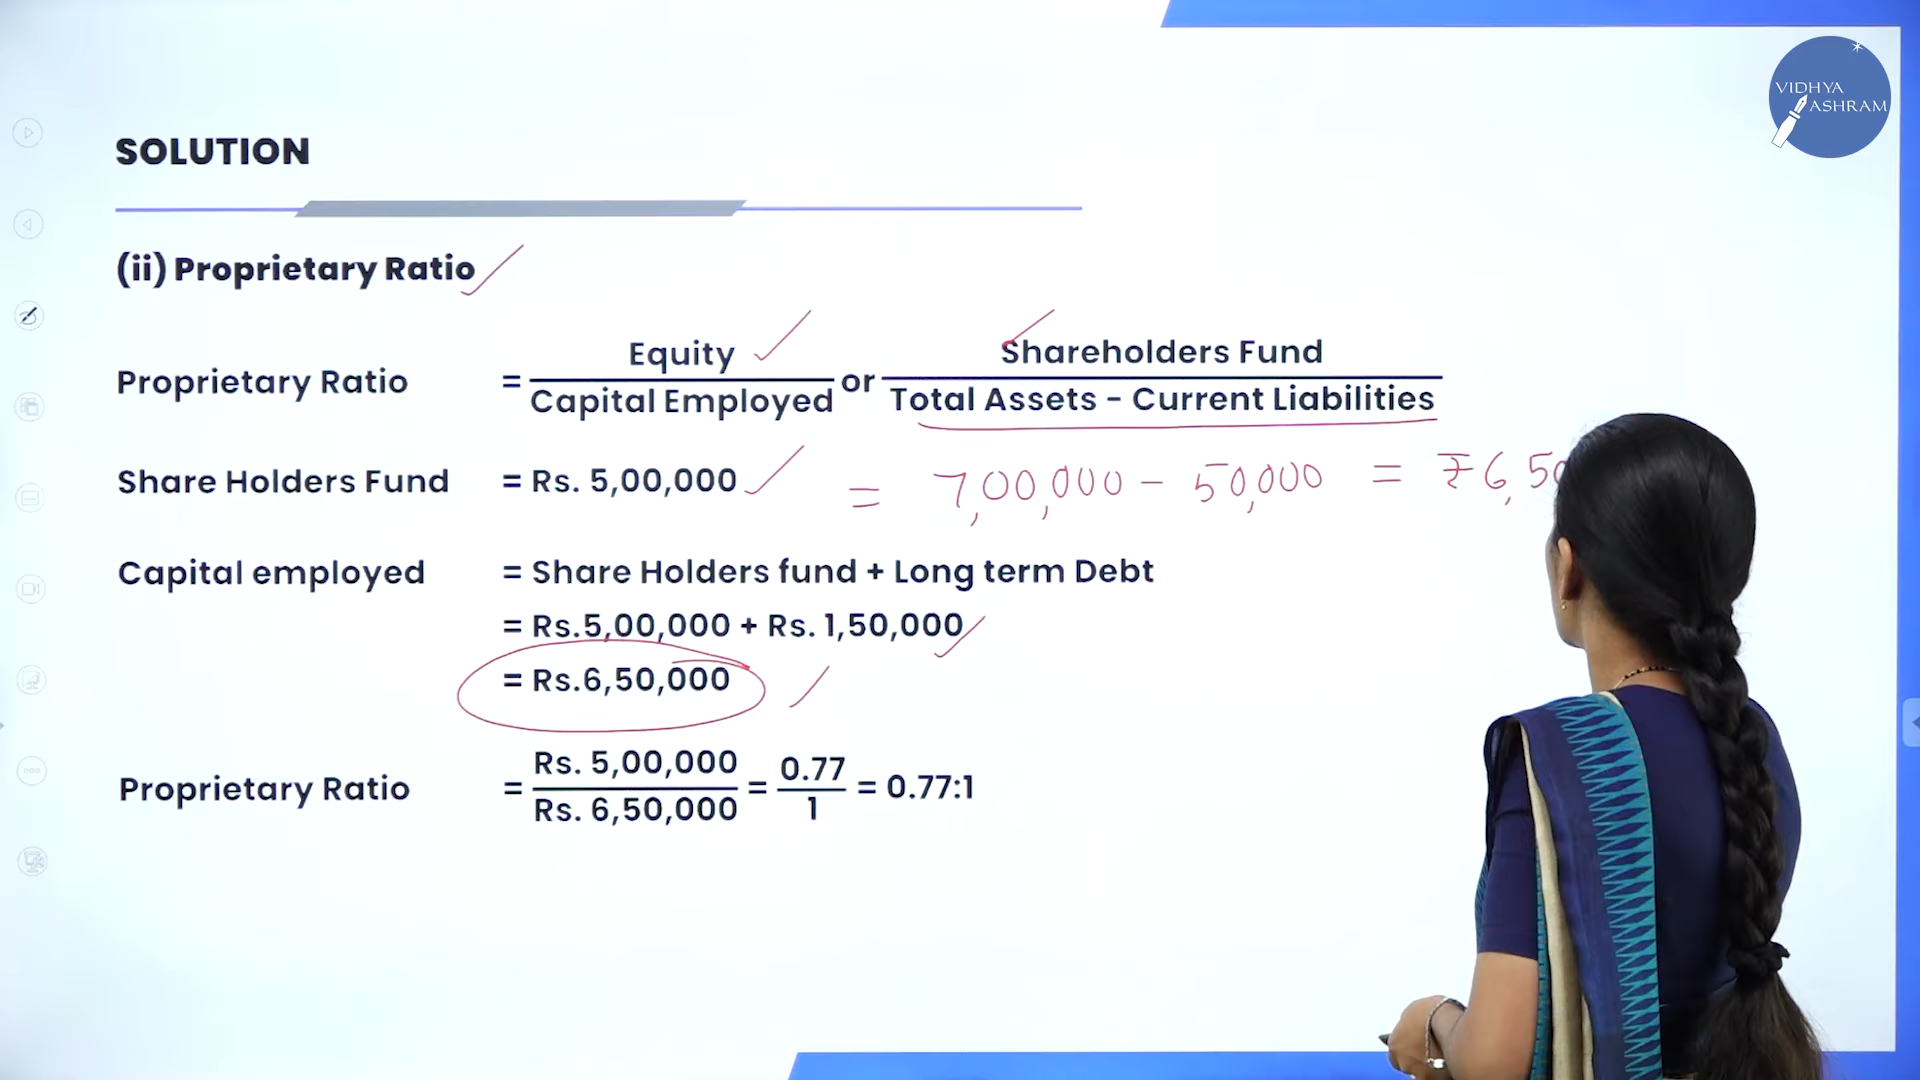 VIDHYA
ASHRAM
SOLUTION
(ii) Proprietary Ratio
Proprietary Ratio = Equity / Capital Employed or Shareholders Fund / Total Assets - Current Liabilities
Share Holders Fund = Rs. 5,00,000
= 7,00,000 - 50,000 = ₹6,50
Capital employed = Share Holders fund + Long term Debt
= Rs.5,00,000 + Rs. 1,50,000
= Rs.6,50,000
Proprietary Ratio = Rs. 5,00,000 / Rs. 6,50,000 = 0.77 / 1 = 0.77:1